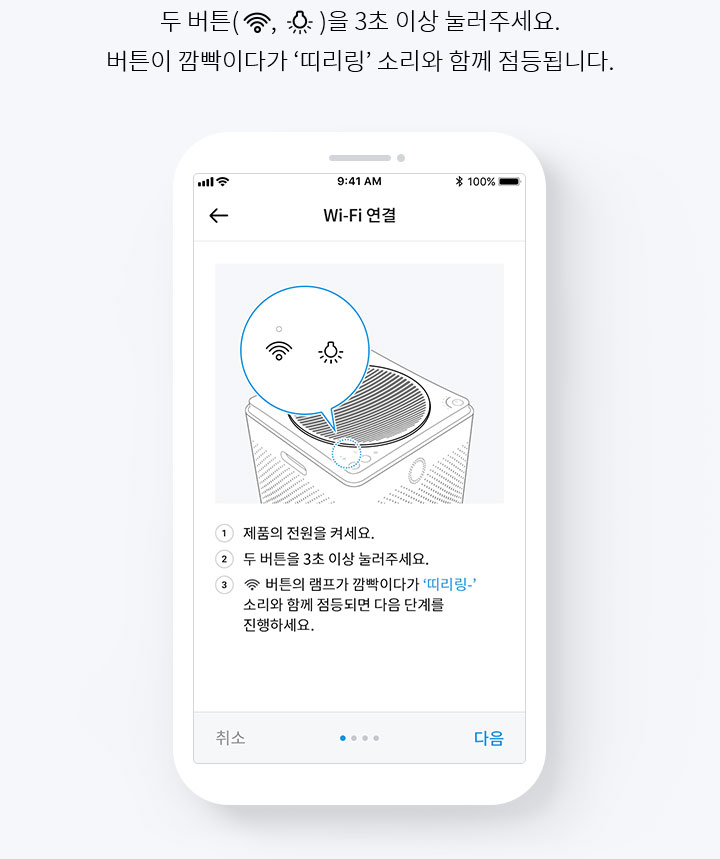 두 버튼( , )을 3초 이상 눌러주세요.
버튼이 깜빡이다가 ‘띠리링’ 소리와 함께 점등됩니다.
9:41 AM
100%
Wi-Fi 연결
1 제품의 전원을 켜세요.
2 두 버튼을 3초 이상 눌러주세요.
3 버튼의 램프가 깜빡이다가 ‘띠리링-’
소리와 함께 점등되면 다음 단계를
진행하세요.
취소
다음